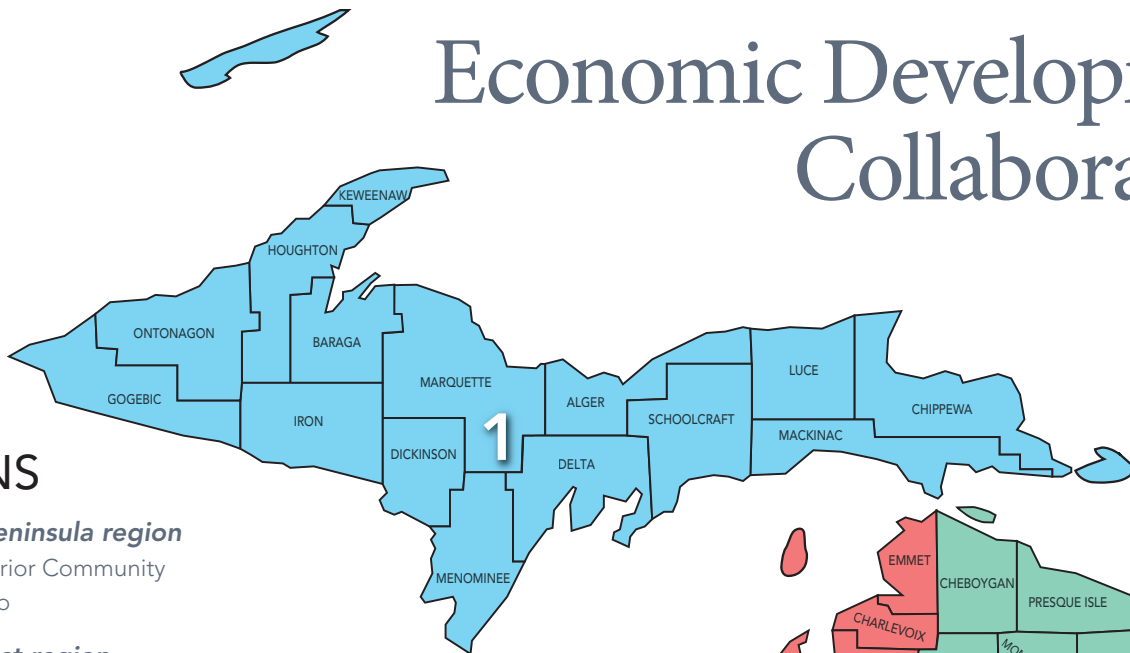 Economic Develop
Collabora
KEWEENAW
HOUGHTON
ONTONAGON
BARAGA
GOGEBIC
IRON
MARQUETTE
1
DICKINSON
ALGER
DELTA
SCHOOLCRAFT
LUCE
MACKINAC
CHIPPEWA
MENOMINEE
EMMET
CHEBOYGAN
PRESQUE ISLE
CHARLEVOIX
NS
eninsula region
rior Community
region